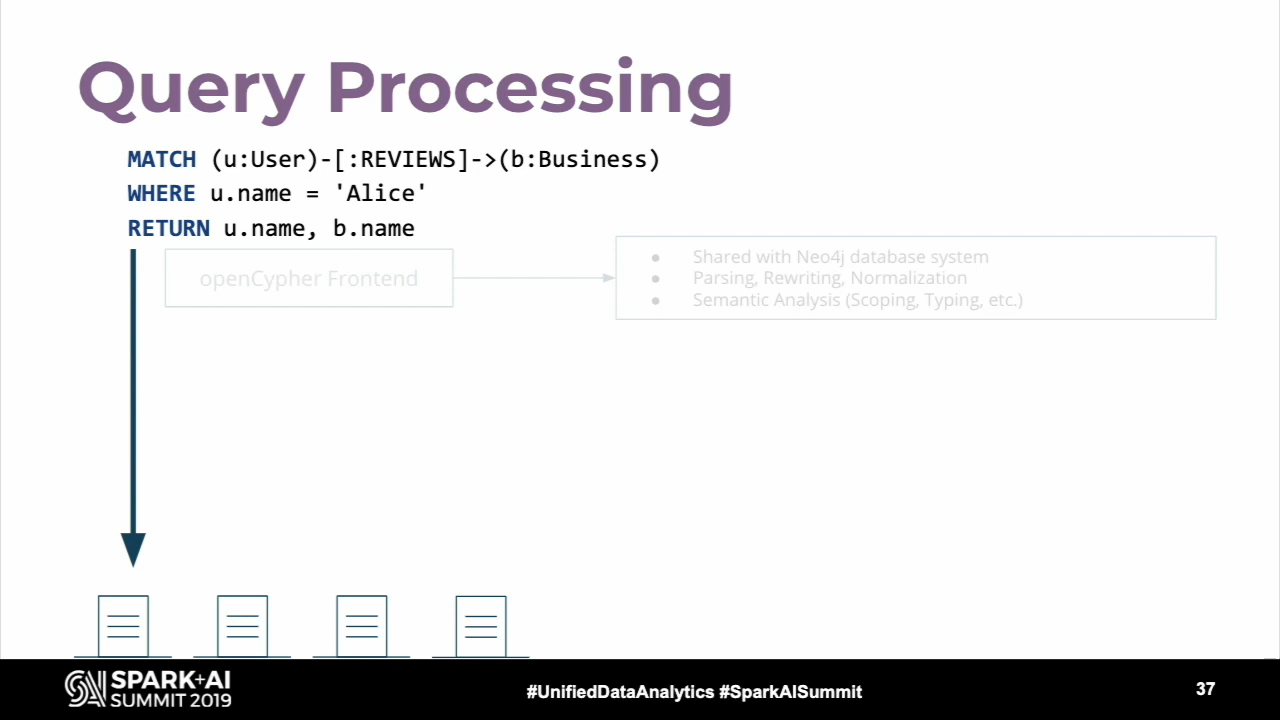 Query Processing
MATCH (u:User)-[:REVIEWS]->(b:Business)
WHERE u.name = 'Alice'
RETURN u.name, b.name
openCypher Frontend
● Shared with Neo4j database system
● Parsing, Rewriting, Normalization
● Semantic Analysis (Scoping, Typing, etc.)
SPARK+AI
SUMMIT 2019
#UnifiedDataAnalytics #SparkAISummit
37